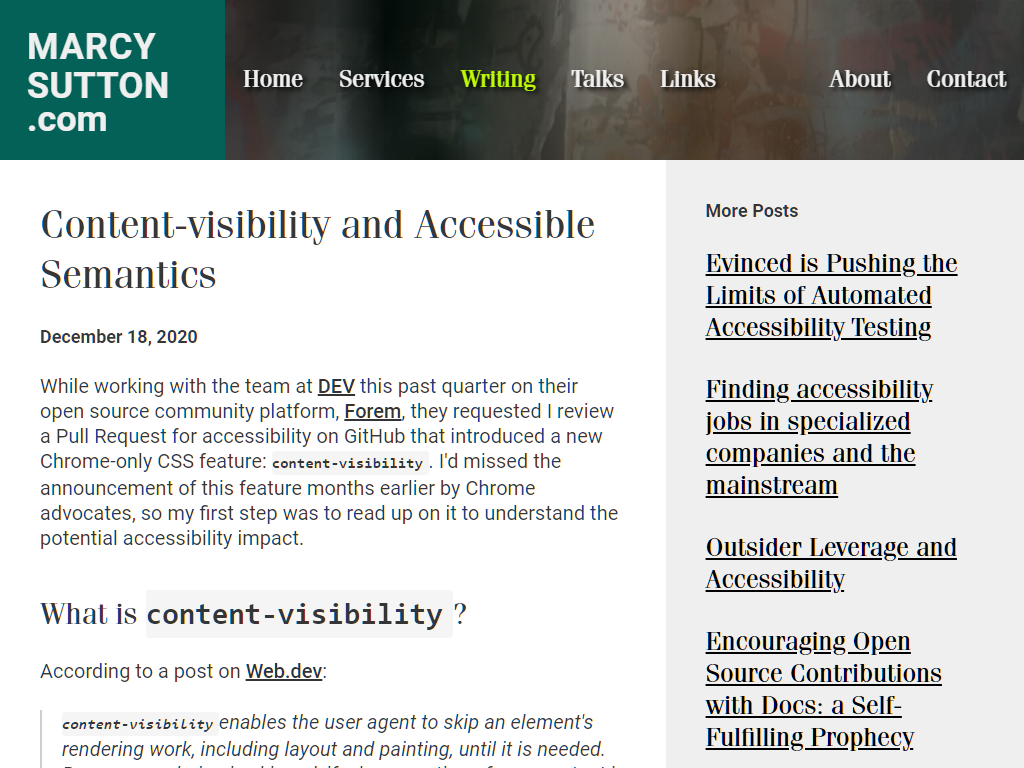 MARCY
SUTTON
.com
Home Services Writing Talks Links About Contact
Content-visibility and Accessible
Semantics
December 18, 2020
While working with the team at DEV this past quarter on their
open source community platform, Forem, they requested I review
a Pull Request for accessibility on GitHub that introduced a new
Chrome-only CSS feature: content-visibility. I'd missed the
announcement of this feature months earlier by Chrome
advocates, so my first step was to read up on it to understand the
potential accessibility impact.
What is content-visibility?
According to a post on Web.dev:
content-visibility enables the user agent to skip an element's
rendering work, including layout and painting, until it is needed.
More Posts
Evinced is Pushing the
Limits of Automated
Accessibility Testing
Finding accessibility
jobs in specialized
companies and the
mainstream
Outsider Leverage and
Accessibility
Encouraging Open
Source Contributions
with Docs: a Self-
Fulfilling Prophecy